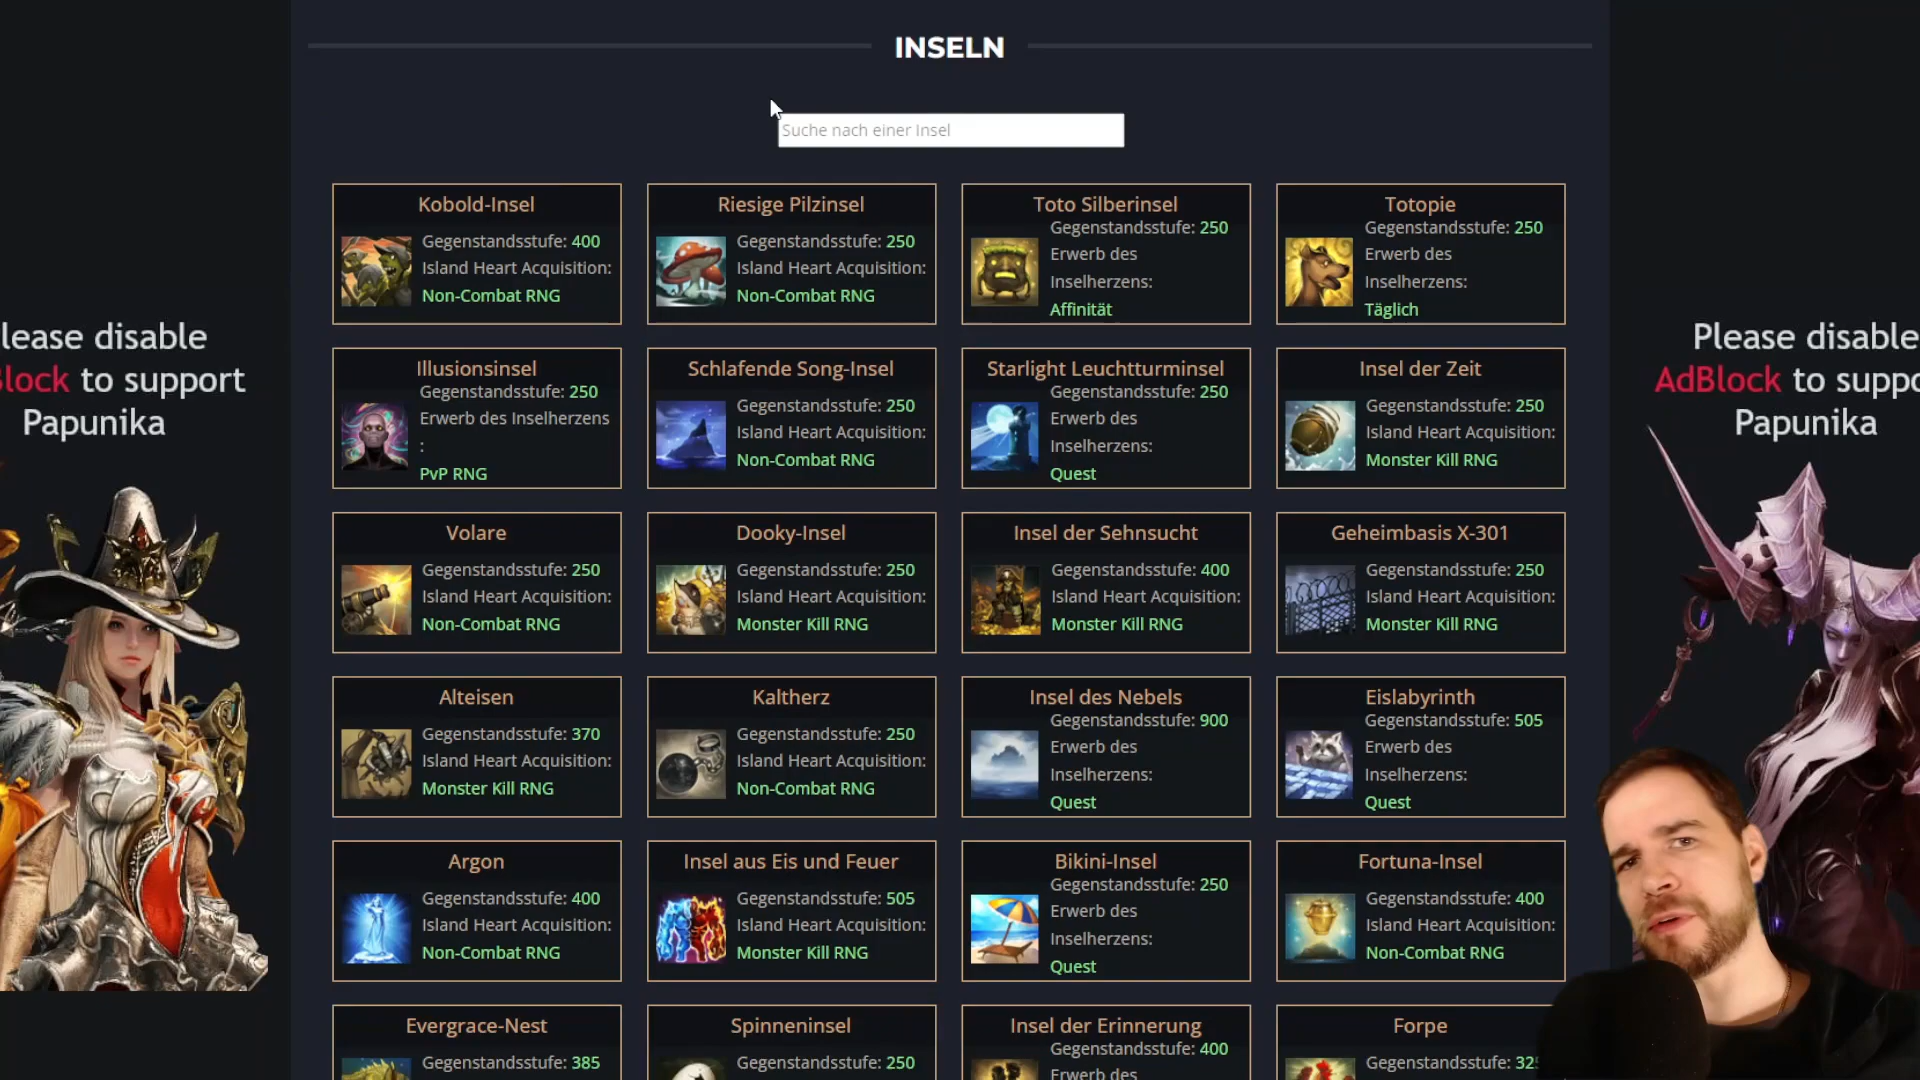 INSELN
Suche nach einer Insel
Kobold-Insel
Gegenstandsstufe: 400
Island Heart Acquisition:
Non-Combat RNG
Riesige Pilzinsel
Gegenstandsstufe: 250
Island Heart Acquisition:
Non-Combat RNG
Toto Silberinsel
Gegenstandsstufe: 250
Erwerb des
Inselherzens:
Affinität
Totopie
Gegenstandsstufe: 250
Erwerb des
Inselherzens:
Täglich
lease disable
Block to support
Papunika
Please disable
AdBlock to suppo
Papunika
Illusionsinsel
Gegenstandsstufe: 250
Erwerb des Inselherzens
:
PvP RNG
Schlafende Song-Insel
Gegenstandsstufe: 250
Island Heart Acquisition:
Non-Combat RNG
Starlight Leuchtturminsel
Gegenstandsstufe: 250
Erwerb des
Inselherzens:
Quest
Insel der Zeit
Gegenstandsstufe: 250
Island Heart Acquisition:
Monster Kill RNG
Volare
Gegenstandsstufe: 250
Island Heart Acquisition:
Non-Combat RNG
Dooky-Insel
Gegenstandsstufe: 250
Island Heart Acquisition:
Monster Kill RNG
Insel der Sehnsucht
Gegenstandsstufe: 400
Island Heart Acquisition:
Monster Kill RNG
Geheimbasis X-301
Gegenstandsstufe: 250
Island Heart Acquisition:
Monster Kill RNG
Alteisen
Gegenstandsstufe: 370
Island Heart Acquisition:
Monster Kill RNG
Kaltherz
Gegenstandsstufe: 250
Island Heart Acquisition:
Non-Combat RNG
Insel des Nebels
Gegenstandsstufe: 900
Erwerb des
Inselherzens:
Quest
Eislabyrinth
Gegenstandsstufe: 505
Erwerb des
Inselherzens:
Quest
Argon
Gegenstandsstufe: 400
Island Heart Acquisition:
Non-Combat RNG
Insel aus Eis und Feuer
Gegenstandsstufe: 505
Island Heart Acquisition:
Monster Kill RNG
Bikini-Insel
Gegenstandsstufe: 250
Erwerb des
Inselherzens:
Quest
Fortuna-Insel
Gegenstandsstufe: 400
Island Heart Acquisition:
Non-Combat RNG
Evergrace-Nest
Gegenstandsstufe: 385
Spinneninsel
Gegenstandsstufe: 250
Insel der Erinnerung
Gegenstandsstufe: 400
Erwerb des
Forpe
Gegenstandsstufe: 325